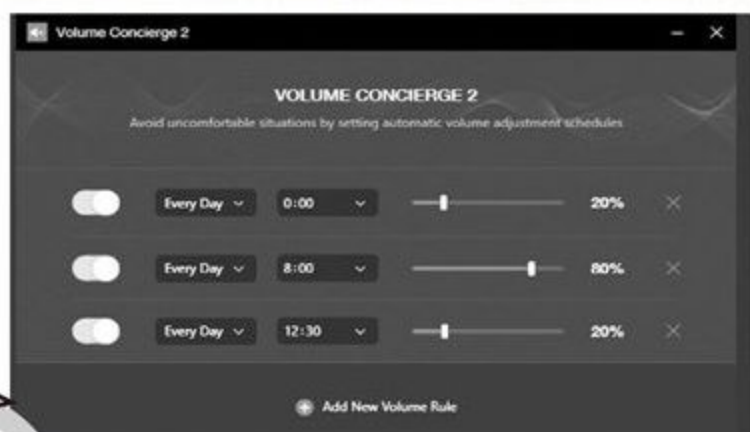 Volume Concierge 2
VOLUME CONCIERGE 2
Avoid uncomfortable situations by setting automatic volume adjustment schedules
Every Day 0:00 20%
Every Day 8:00 80%
Every Day 12:30 20%
Add New Volume Rule